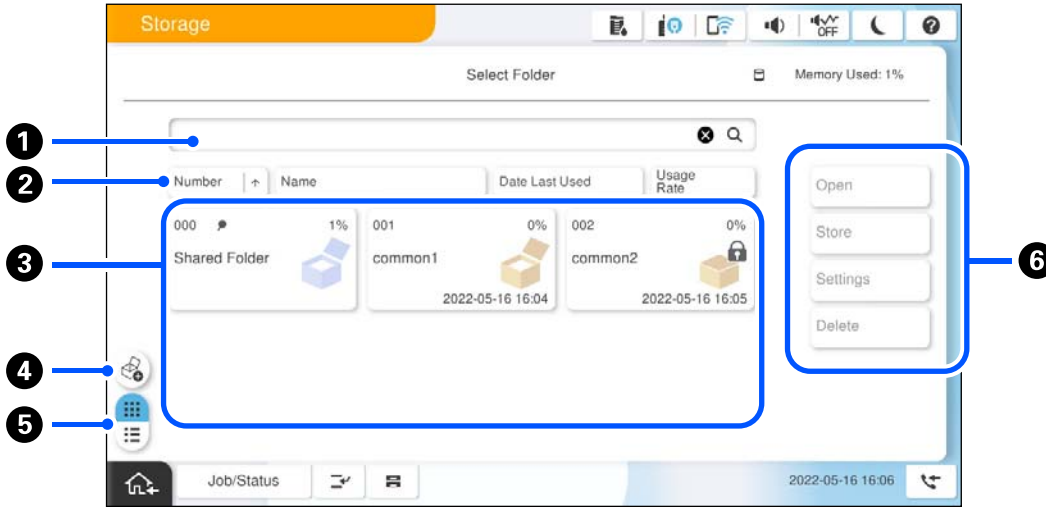 Storage
OFF
Select Folder
Memory Used: 1%
1
2
Number
Name
Date Last Used
Usage
Rate
3
000
1%
Shared Folder
001
0%
common1
2022-05-16 16:04
002
0%
common2
2022-05-16 16:05
Open
Store
Settings
Delete
6
4
5
Job/Status
2022-05-16 16:06